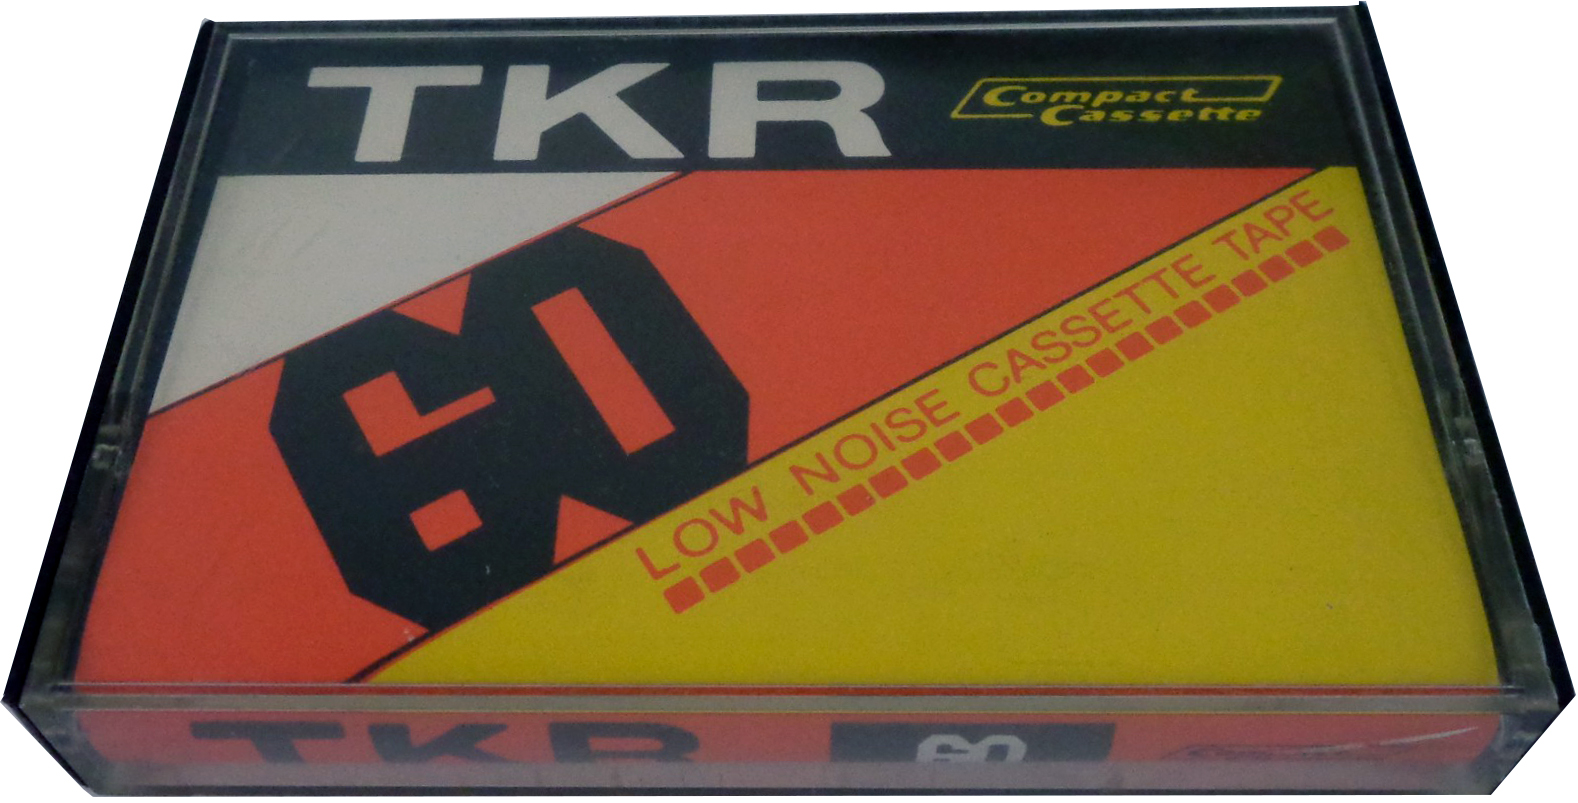 TKR
Compact
Cassette
60
LOW NOISE CASSETTE TAPE
TKR
60